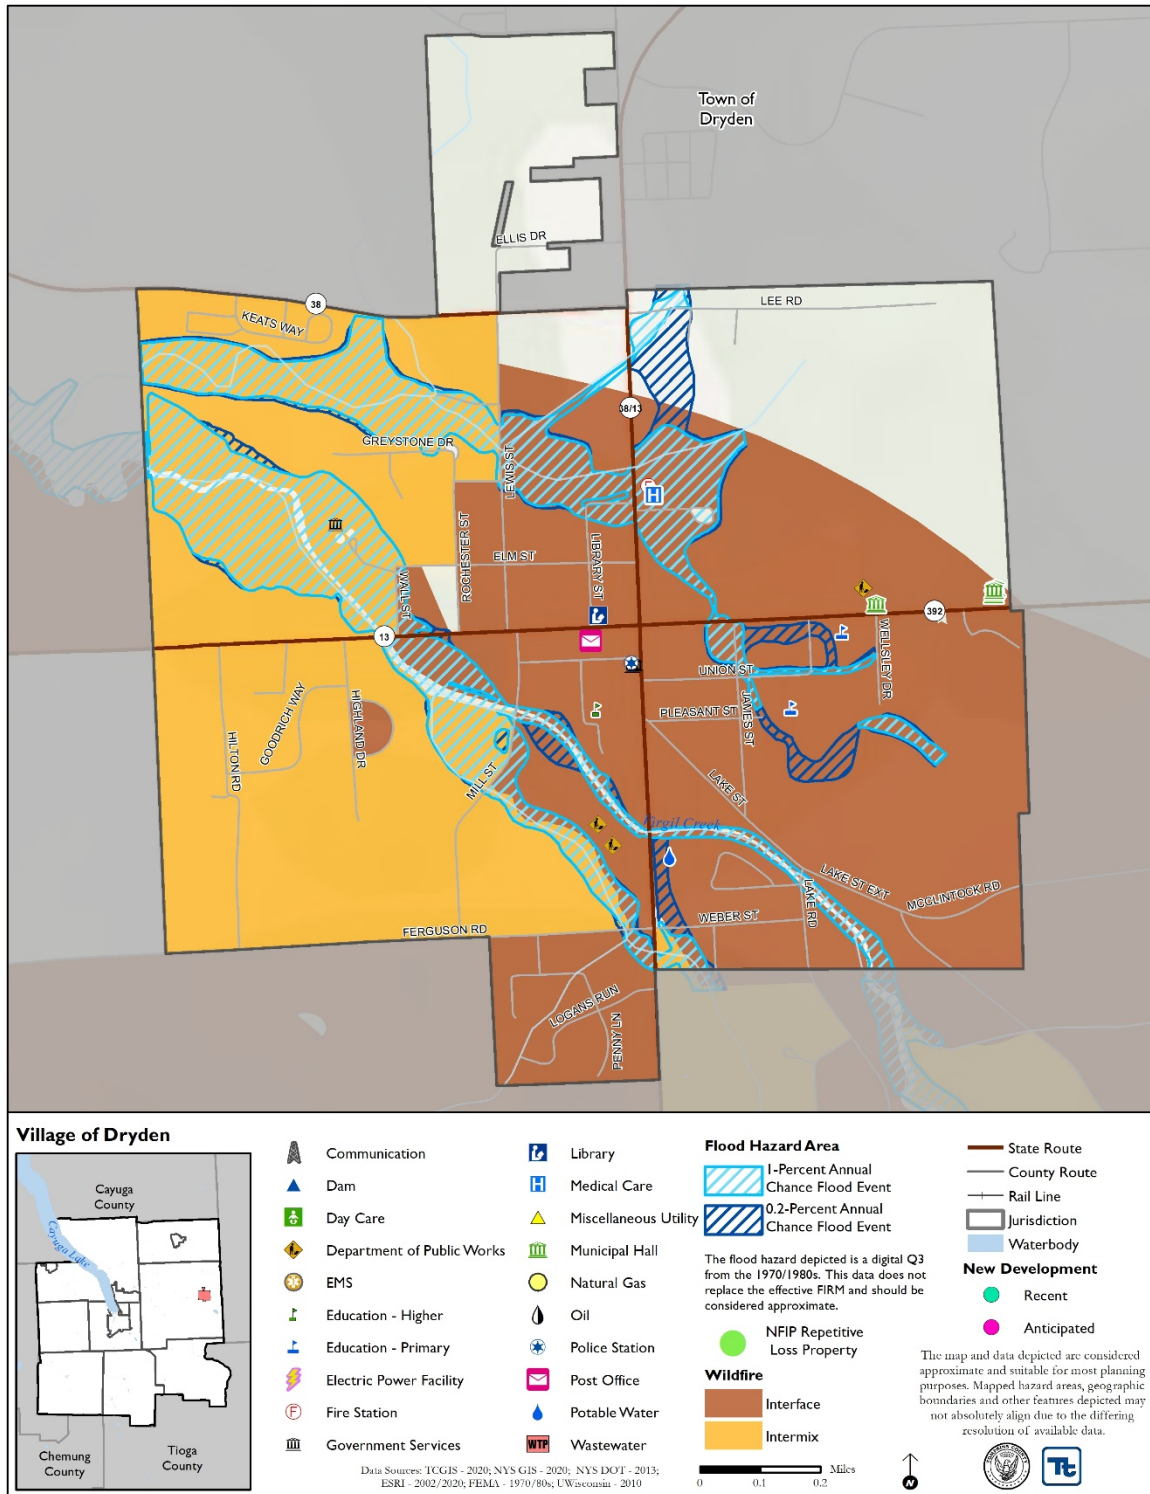 Town of
Dryden
ELLIS DR
38
KEATS WAY
LEE RD
38/13
GREYSTONE DR
LEWIS ST
H
ROCHESTER ST
LIBRARY ST
ELM ST
WALL ST
392
13
WELLSLEY DR
UNION ST
PLEASANT ST
JAMES ST
HILTON RD
GOODRICH WAY
HIGHLAND DR
MILL ST
LAKE ST
Virgil Creek
LAKE ST EXT
MCCLINTOCK RD
LAKE RD
WEBER ST
FERGUSON RD
LOGANS RUN
PENNY LN
Village of Dryden
Cayuga
County
Cayuga Lake
Chemung
County
Tioga
County
Communication
Dam
Day Care
Department of Public Works
EMS
Education - Higher
Education - Primary
Electric Power Facility
F Fire Station
Government Services
Library
H Medical Care
Miscellaneous Utility
Municipal Hall
Natural Gas
Oil
Police Station
Post Office
Potable Water
WTP Wastewater
Data Sources: TCGIS - 2020; NYS GIS - 2020; NYS DOT - 2013;
ESRI - 2002/2020; FEMA - 1970/80s; UWisconsin - 2010
Flood Hazard Area
1-Percent Annual
Chance Flood Event
0.2-Percent Annual
Chance Flood Event
The flood hazard depicted is a digital Q3
from the 1970/1980s. This data does not
replace the effective FIRM and should be
considered approximate.
NFIP Repetitive
Loss Property
Wildfire
Interface
Intermix
Miles
0 0.1 0.2
State Route
County Route
Rail Line
Jurisdiction
Waterbody
New Development
Recent
Anticipated
The map and data depicted are considered
approximate and suitable for most planning
purposes. Mapped hazard areas, geographic
boundaries and other features depicted may
not absolutely align due to the differing
resolution of available data.
N
Tt